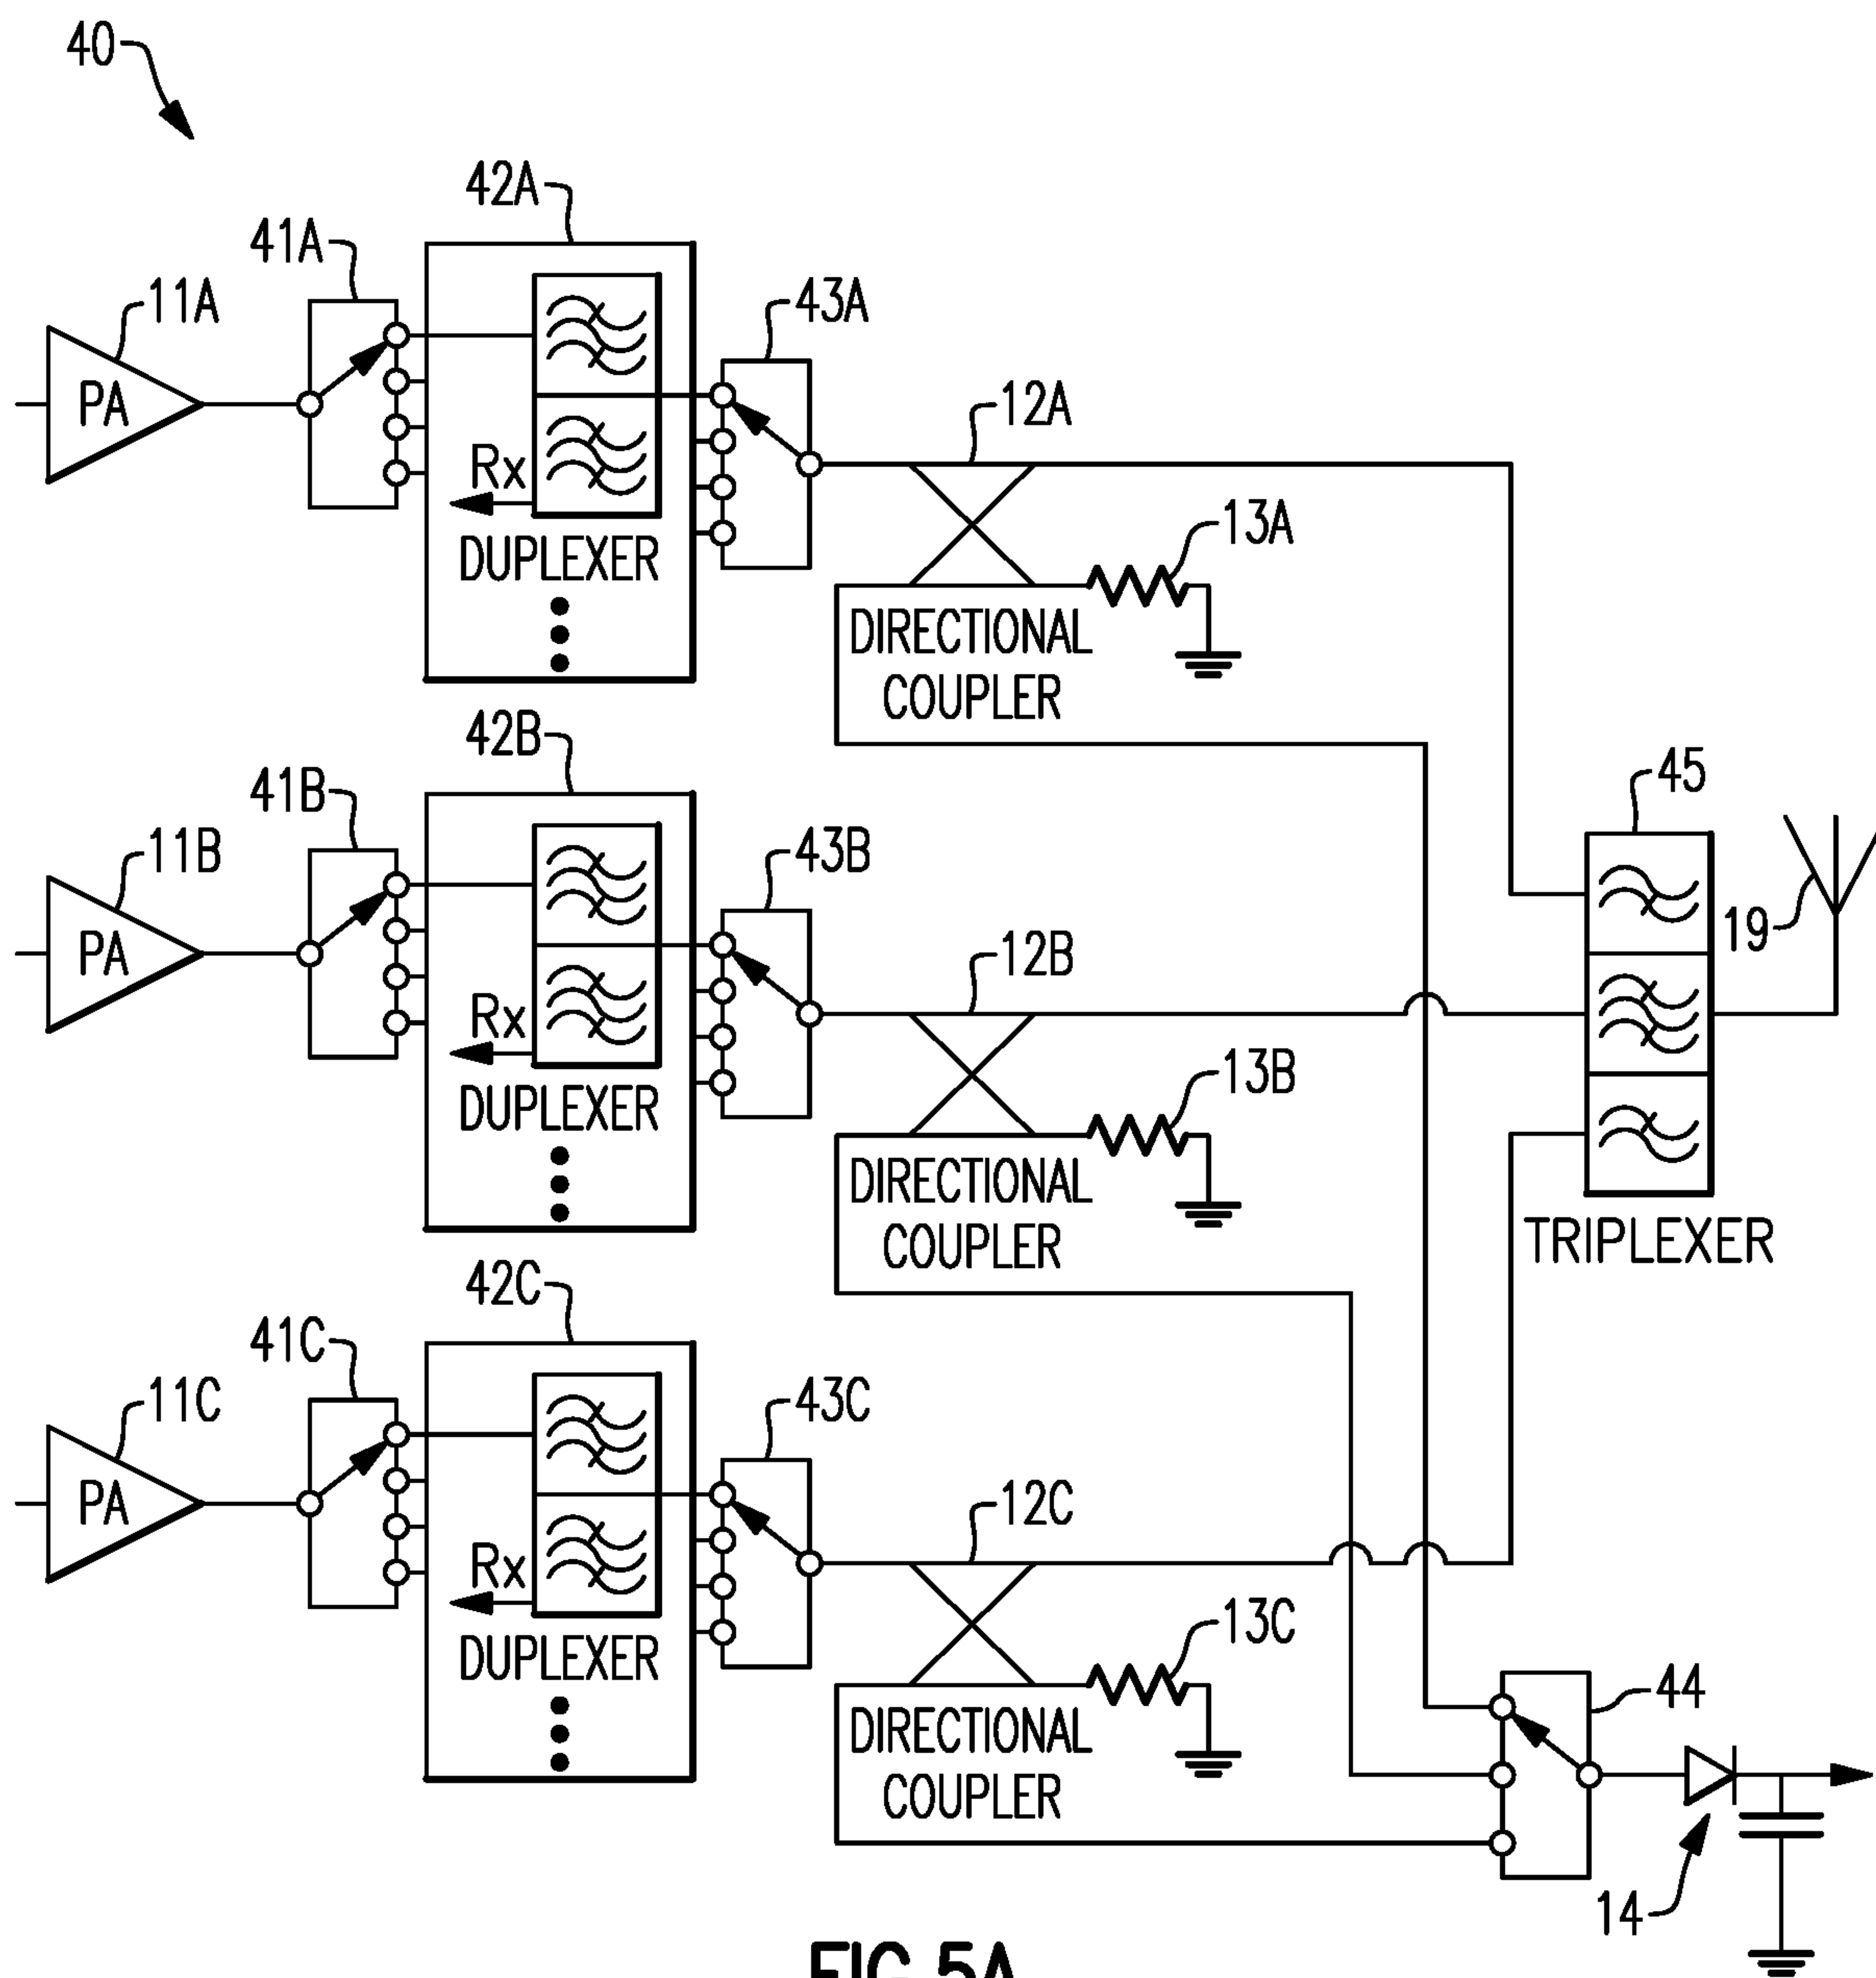 40
42A
41A
11A
43A
PA
12A
Rx
13A
DUPLEXER
DIRECTIONAL
COUPLER
42B
45
41B
11B
43B
19
PA
12B
Rx
13B
DUPLEXER
DIRECTIONAL
COUPLER
TRIPLEXER
42C
41C
11C
43C
PA
12C
Rx
13C
DUPLEXER
44
DIRECTIONAL
COUPLER
14
FIG.5A